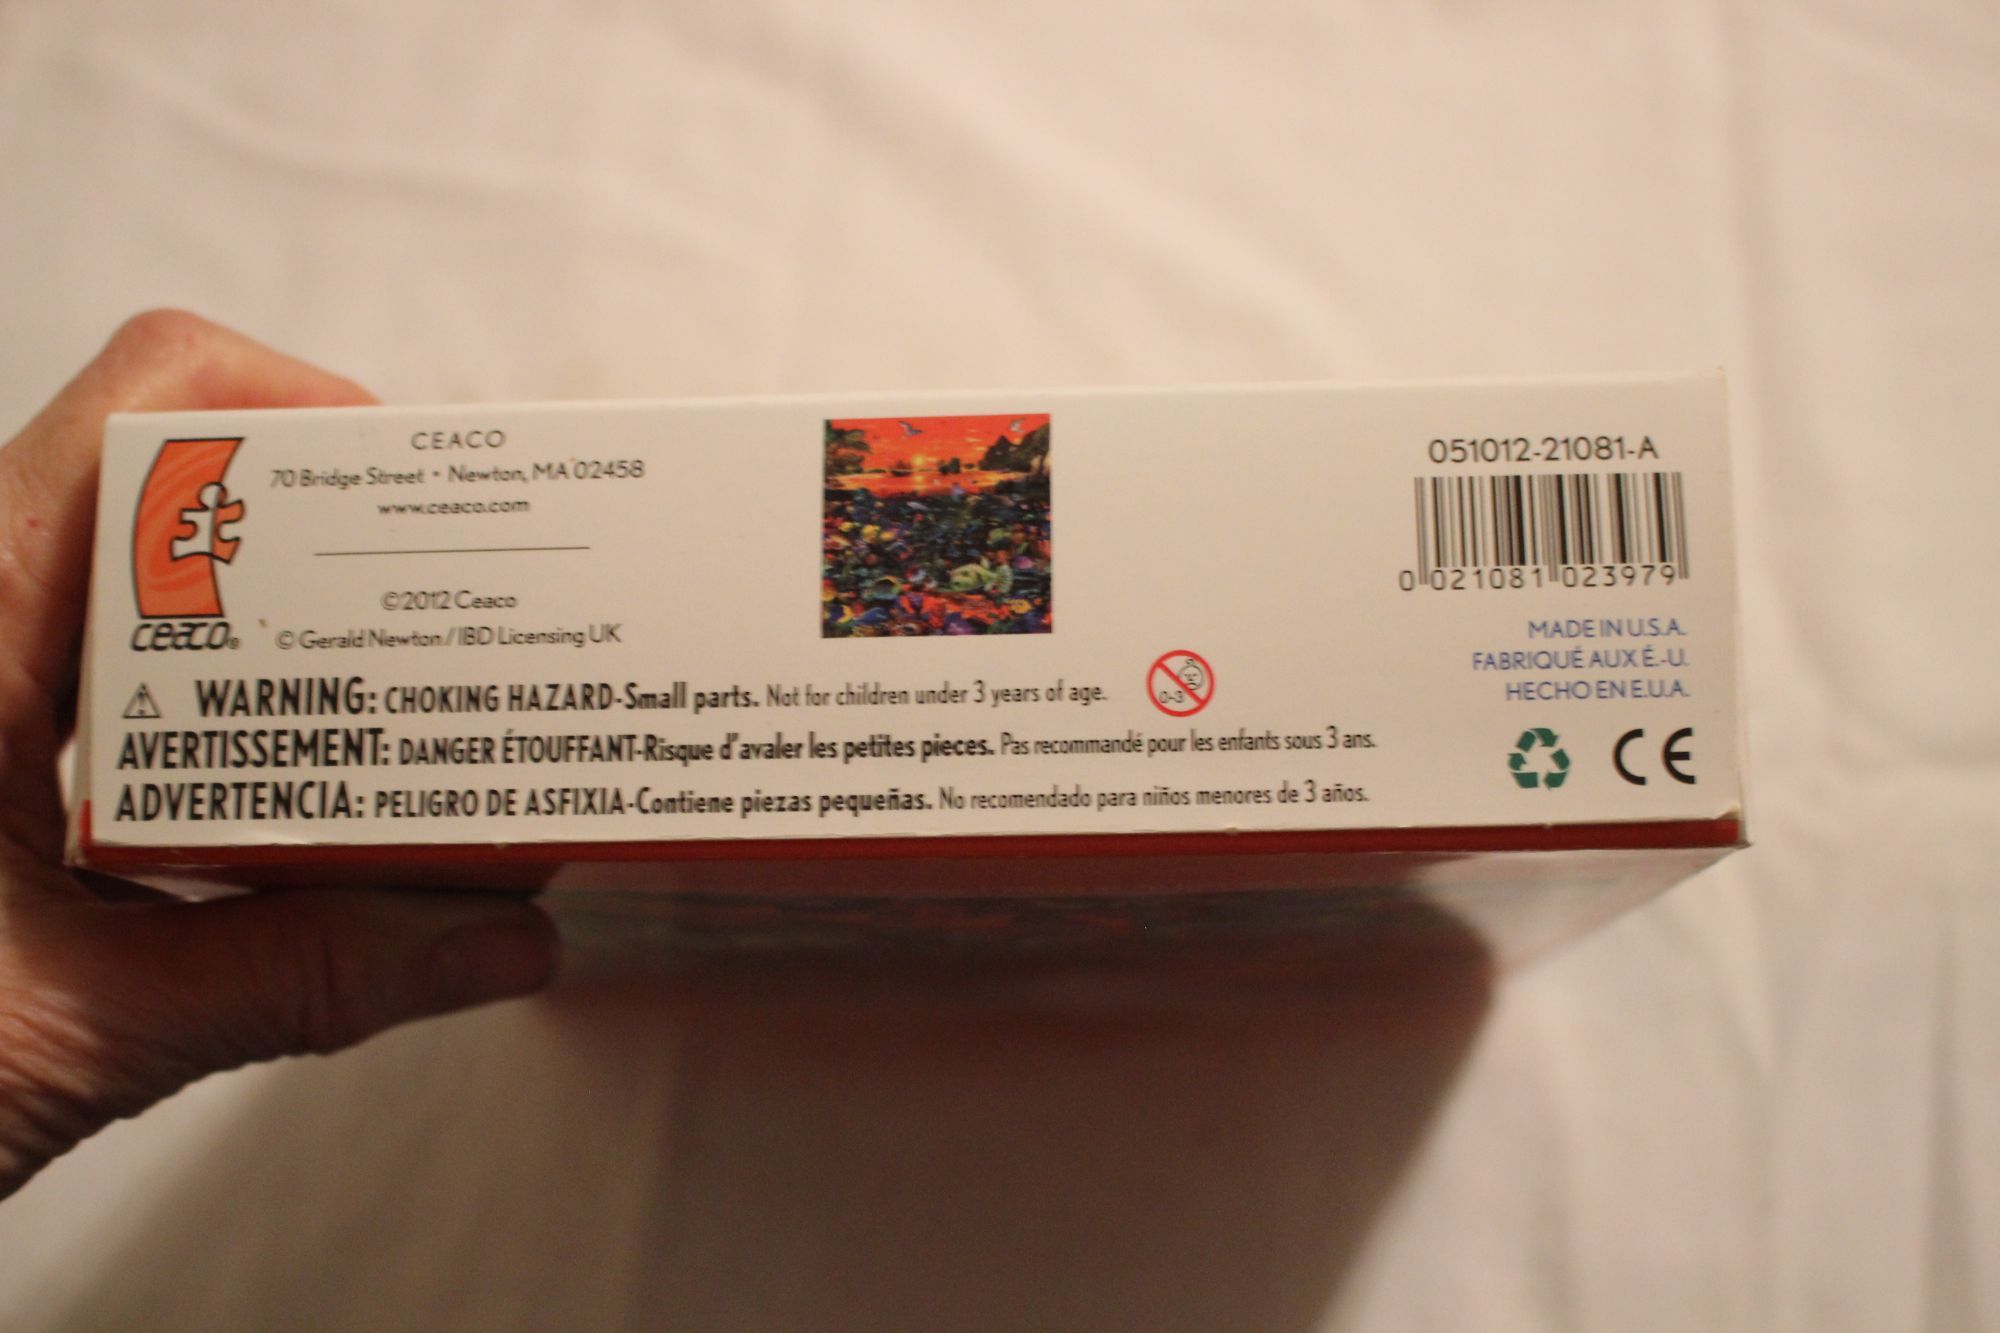 CEACO
70 Bridge Street • Newton, MA 02458
www.ceaco.com
©2012 Ceaco
© Gerald Newton / IBD Licensing UK
ceaco®
051012-21081-A
0 021081 023979
MADE IN U.S.A.
FABRIQUÉ AUX É.-U.
HECHO EN E.U.A.
WARNING: CHOKING HAZARD-Small parts. Not for children under 3 years of age.
0-3
AVERTISSEMENT: DANGER ÉTOUFFANT-Risque d'avaler les petites pieces. Pas recommandé pour les enfants sous 3 ans.
ADVERTENCIA: PELIGRO DE ASFIXIA-Contiene piezas pequeñas. No recomendado para niños menores de 3 años.
CE